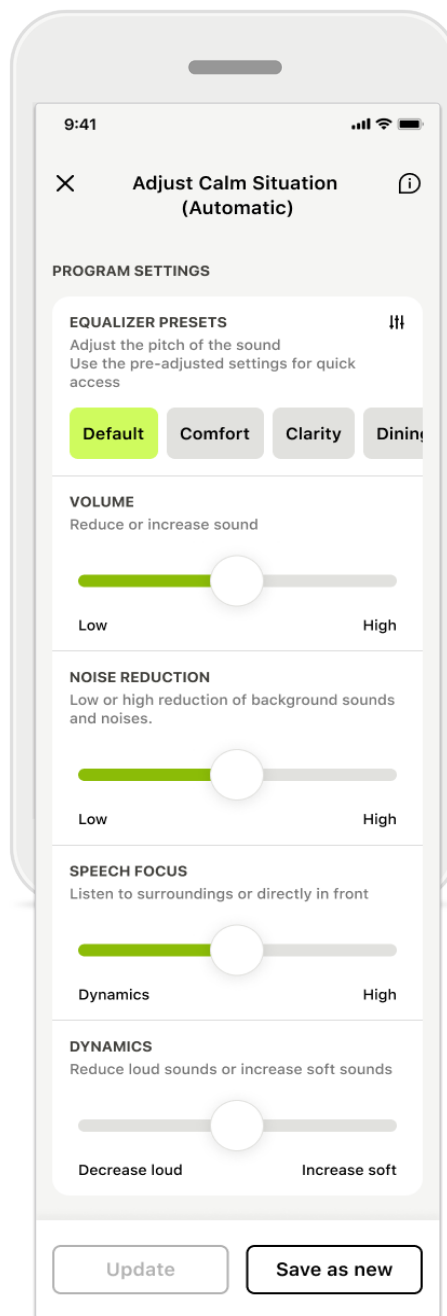 9:41
Adjust Calm Situation
(Automatic)
PROGRAM SETTINGS
EQUALIZER PRESETS
Adjust the pitch of the sound
Use the pre-adjusted settings for quick
access
Default Comfort Clarity Dining
VOLUME
Reduce or increase sound
Low High
NOISE REDUCTION
Low or high reduction of background sounds
and noises.
Low High
SPEECH FOCUS
Listen to surroundings or directly in front
Dynamics High
DYNAMICS
Reduce loud sounds or increase soft sounds
Decrease loud Increase soft
Update Save as new